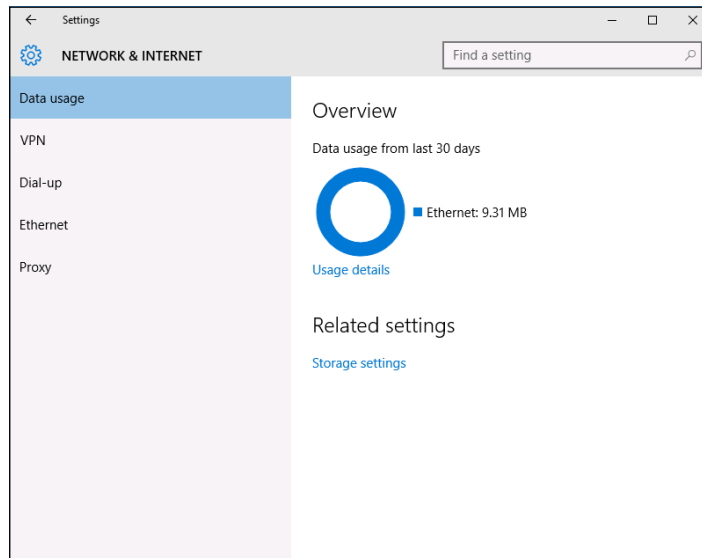 Settings
NETWORK & INTERNET
Find a setting
Data usage
VPN
Dial-up
Ethernet
Proxy
Overview
Data usage from last 30 days
Ethernet: 9.31 MB
Usage details
Related settings
Storage settings